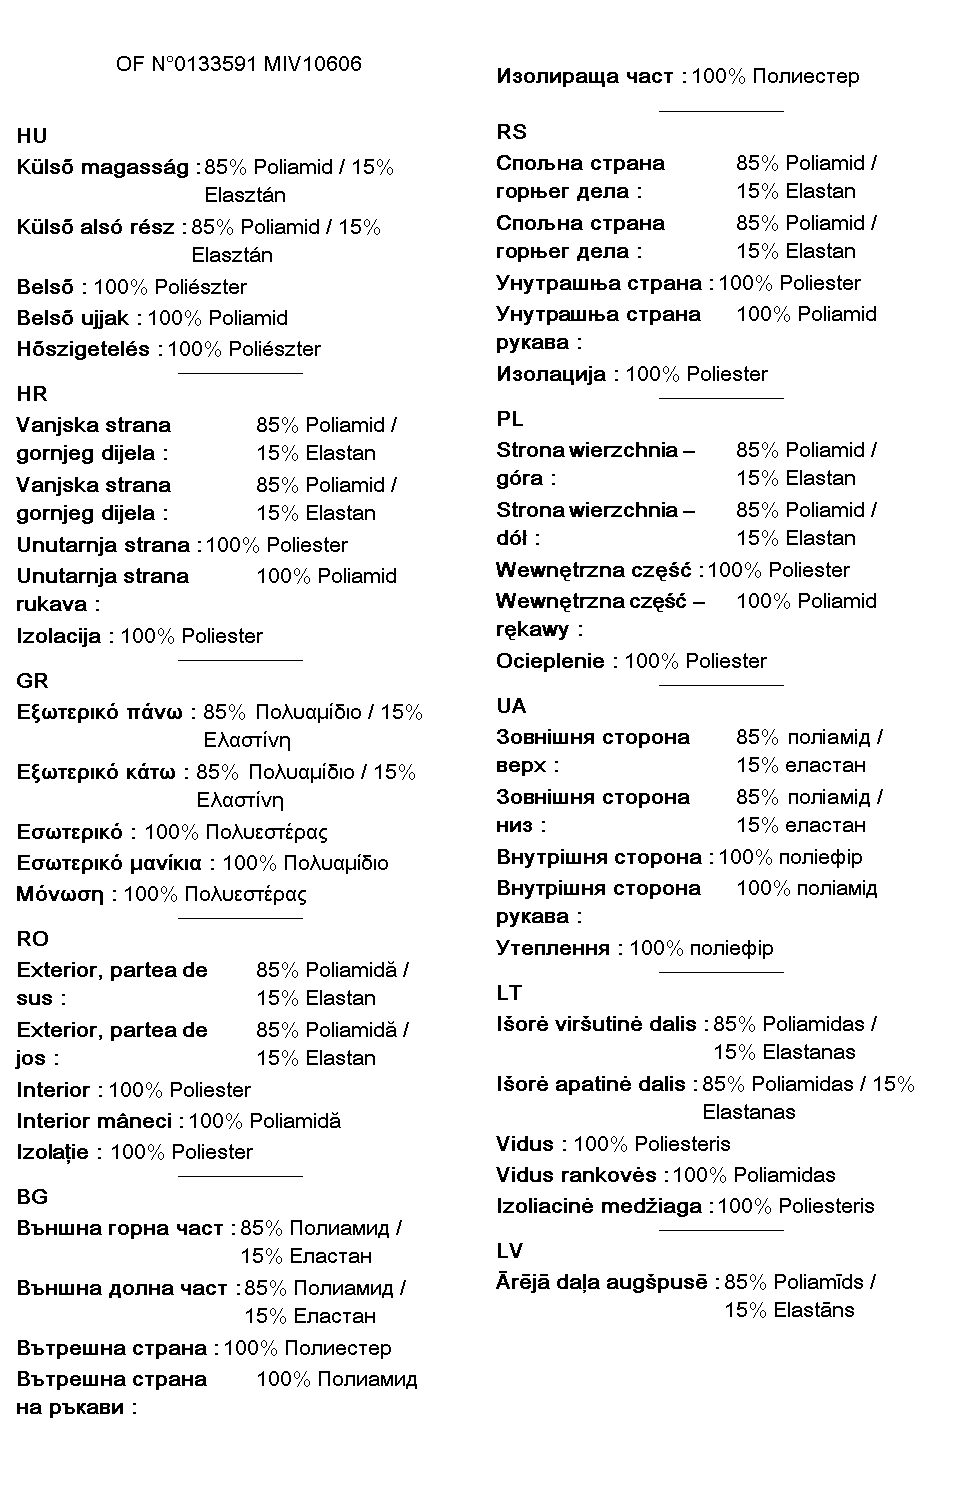 OF N°0133591 MIV10606
HU
Külső magasság : 85% Poliamid / 15%
Elasztán
Külső alsó rész : 85% Poliamid / 15%
Elasztán
Belső : 100% Poliészter
Belső ujjak : 100% Poliamid
Hőszigetelés : 100% Poliészter
HR
Vanjska strana 85% Poliamid /
gornjeg dijela : 15% Elastan
Vanjska strana 85% Poliamid /
gornjeg dijela : 15% Elastan
Unutarnja strana : 100% Poliester
Unutarnja strana 100% Poliamid
rukava :
Izolacija : 100% Poliester
GR
Εξωτερικό πάνω : 85% Πολυαμίδιο / 15%
Ελαστίνη
Εξωτερικό κάτω : 85% Πολυαμίδιο / 15%
Ελαστίνη
Εσωτερικό : 100% Πολυεστέρας
Εσωτερικό μανίκια : 100% Πολυαμίδιο
Μόνωση : 100% Πολυεστέρας
RO
Exterior, partea de 85% Poliamidă /
sus : 15% Elastan
Exterior, partea de 85% Poliamidă /
jos : 15% Elastan
Interior : 100% Poliester
Interior mâneci : 100% Poliamidă
Izolație : 100% Poliester
BG
Външна горна част : 85% Полиамид /
15% Еластан
Външна долна част : 85% Полиамид /
15% Еластан
Вътрешна страна : 100% Полиестер
Вътрешна страна 100% Полиамид
на ръкави :
Изолираща част : 100% Полиестер
RS
Спољна страна 85% Poliamid /
горњег дела : 15% Elastan
Спољна страна 85% Poliamid /
горњег дела : 15% Elastan
Унутрашња страна : 100% Poliester
Унутрашња страна 100% Poliamid
рукава :
Изолација : 100% Poliester
PL
Strona wierzchnia – 85% Poliamid /
góra : 15% Elastan
Strona wierzchnia – 85% Poliamid /
dół : 15% Elastan
Wewnętrzna część : 100% Poliester
Wewnętrzna część – 100% Poliamid
rękawy :
Ocieplenie : 100% Poliester
UA
Зовнішня сторона 85% поліамід /
верх : 15% еластан
Зовнішня сторона 85% поліамід /
низ : 15% еластан
Внутрішня сторона : 100% поліефір
Внутрішня сторона 100% поліамід
рукава :
Утеплення : 100% поліефір
LT
Išorė viršutinė dalis : 85% Poliamidas /
15% Elastanas
Išorė apatinė dalis : 85% Poliamidas / 15%
Elastanas
Vidus : 100% Poliesteris
Vidus rankovės : 100% Poliamidas
Izoliacinė medžiaga : 100% Poliesteris
LV
Ārējā daļa augšpusē : 85% Poliamīds /
15% Elastāns